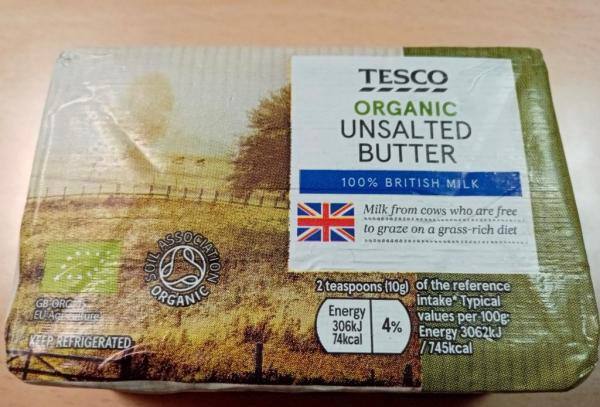 TESCO
ORGANIC
UNSALTED
BUTTER
100% BRITISH MILK
Milk from cows who are free
to graze on a grass-rich diet
SOIL ASSOCIATION
ORGANIC
EU Agriculture
KEEP REFRIGERATED
2 teaspoons (10g)
Energy
306kJ
74kcal
4%
of the reference
intake* Typical
values per 100g:
Energy 3062kJ
/ 745kcal